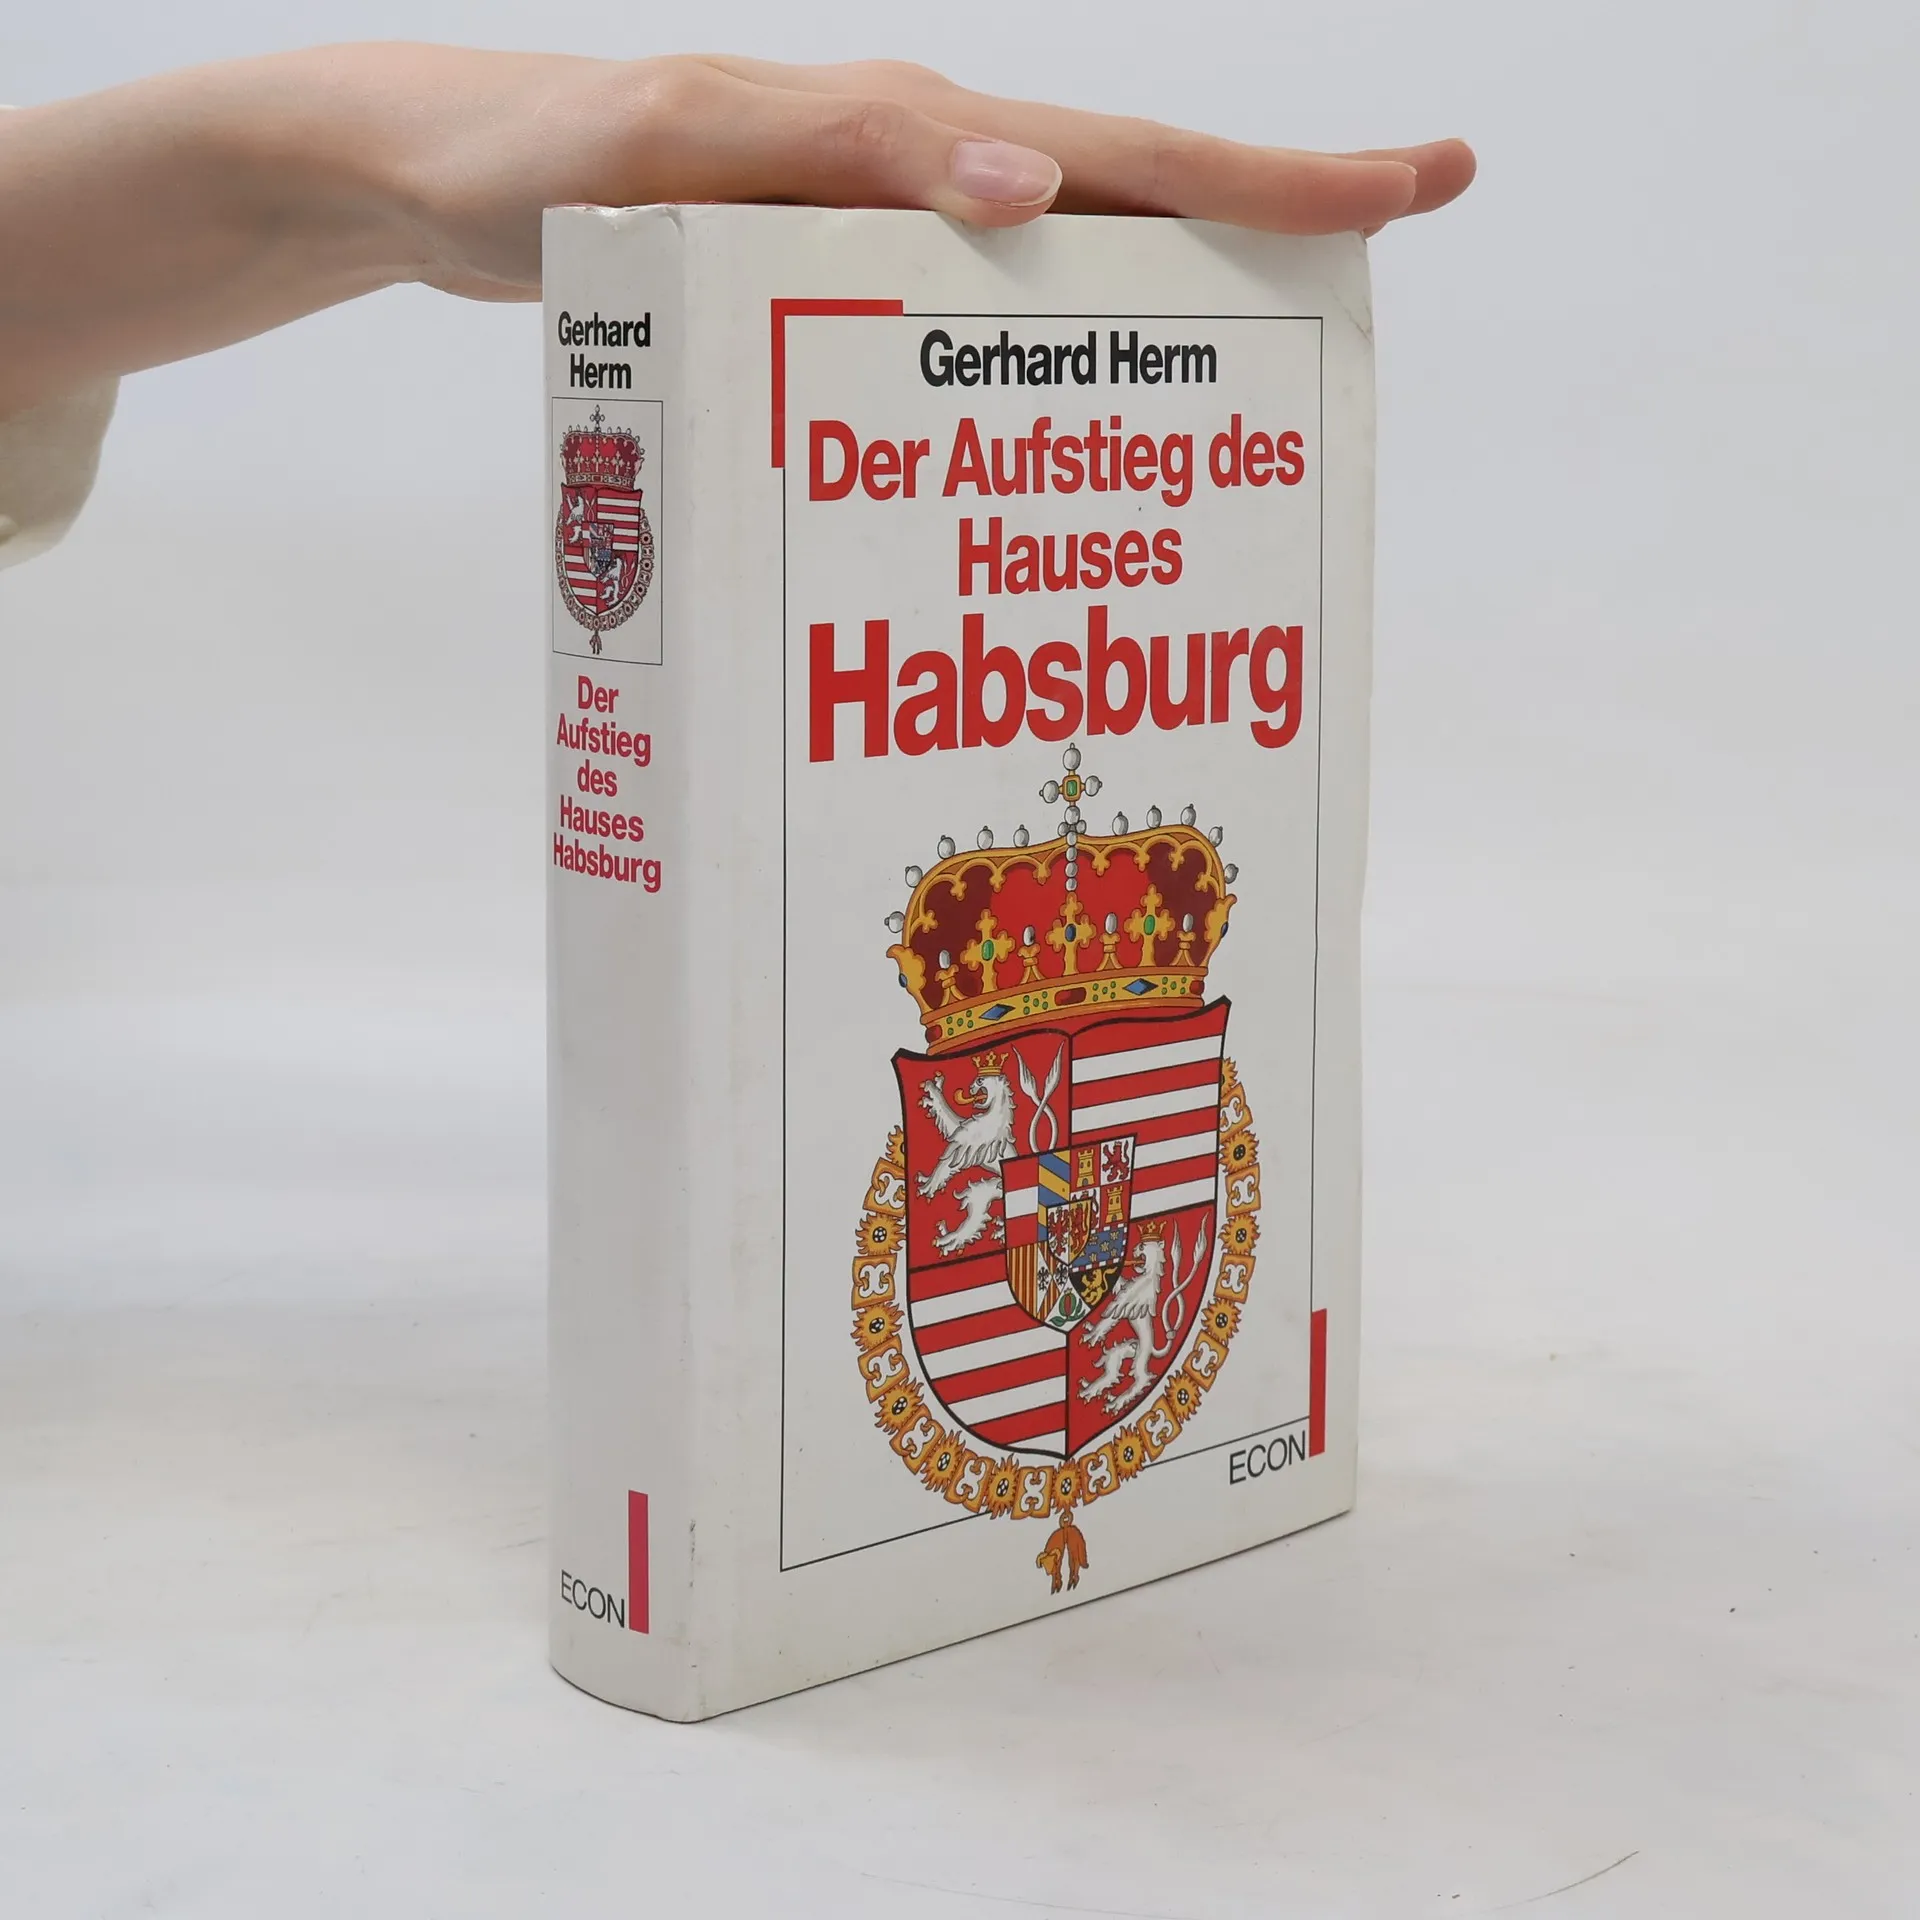 Gerhard
Herm
Der
Aufstieg
des
Hauses
Habsburg
ECON
Gerhard Herm
Der Aufstieg des
Hauses
Habsburg
ECON